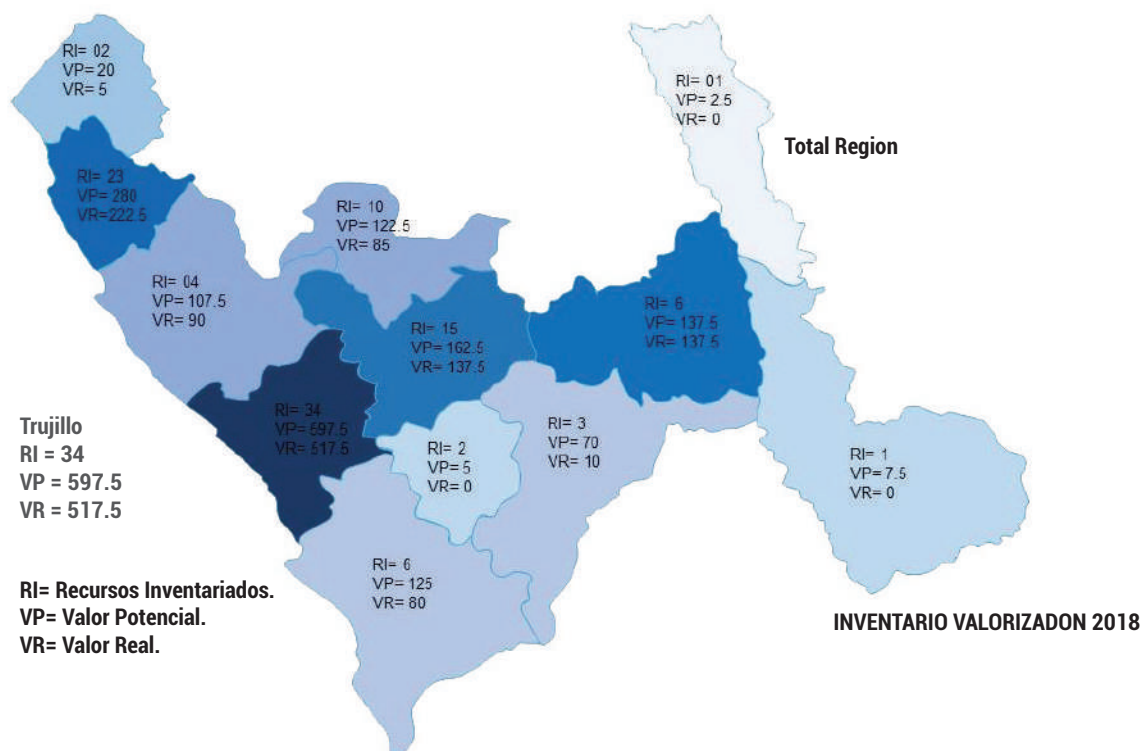 RI= 02
VP= 20
VR= 5
RI= 01
VP= 2.5
VR= 0
Total Region
RI= 23
VP= 280
VR=222.5
RI= 10
VP= 122.5
VR= 85
RI= 04
VP= 107.5
VR= 90
RI= 15
VP= 162.5
VR= 137.5
RI= 6
VP= 137.5
VR= 137.5
RI= 34
VP= 597.5
VR= 517.5
Trujillo
RI = 34
VP = 597.5
VR = 517.5
RI= 2
VP= 5
VR= 0
RI= 3
VP= 70
VR= 10
RI= 1
VP= 7.5
VR= 0
RI= 6
VP= 125
VR= 80
RI= Recursos Inventariados.
VP= Valor Potencial.
VR= Valor Real.
INVENTARIO VALORIZADON 2018